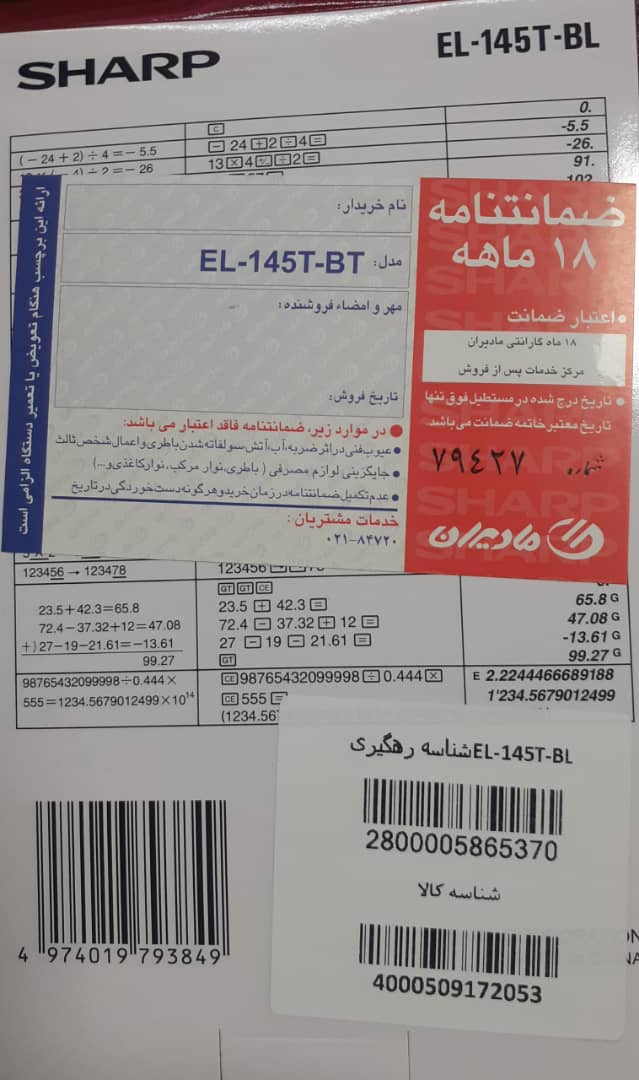 SHARP
EL-145T-BL
C
0.
(−24+2)÷4=−5.5
− 24 + 2 ÷ 4 =
-5.5
13 × 4 +/− ÷ 2 =
-26.
91.
ضمانتنامه
۱۸ ماهه
اعتبار ضمانت
۱۸ ماه گارانتی مادیران
مرکز خدمات پس از فروش
تاریخ درج شده در مستطیل فوق تنها
تاریخ معتبر خاتمه ضمانت می‌باشد.
شماره ۷۹٤۲۷
مادیران
نام خریدار:
مدل: EL-145T-BT
مهر و امضاء فروشنده:
تاریخ فروش:
در موارد زیر، ضمانتنامه فاقد اعتبار می باشد:
عیوب فنی در اثر ضربه، آب، آتش، سولفاته شدن باطری و اعمال شخص ثالث
جایگزینی لوازم مصرفی ( باطری، نوار مرکب، نوار کاغذی و...)
عدم تکمیل ضمانتنامه در زمان خرید و هرگونه دست خوردگی در تاریخ
خدمات مشتریان :
۰۲۱-۸۴۷۲۰
ارائه این برچسب هنگام تعویض یا تعمیر دستگاه الزامی است
123456 → 123478
123456
GT GT CE
23.5+42.3=65.8
23.5 + 42.3 =
65.8 G
72.4−37.32+12=47.08
72.4 − 37.32 + 12 =
47.08 G
+)27−19−21.61=−13.61
27 − 19 − 21.61 =
-13.61 G
99.27
GT
99.27 G
98765432099998÷0.444×
CE 98765432099998 ÷ 0.444 ×
E 2.2244466689188
555=1234.5679012499×10¹⁴
CE 555 =
1'234.5679012499
(1234.567
EL-145T-BL شناسه رهگیری
2800005865370
شناسه کالا
4000509172053
4 974019 793849